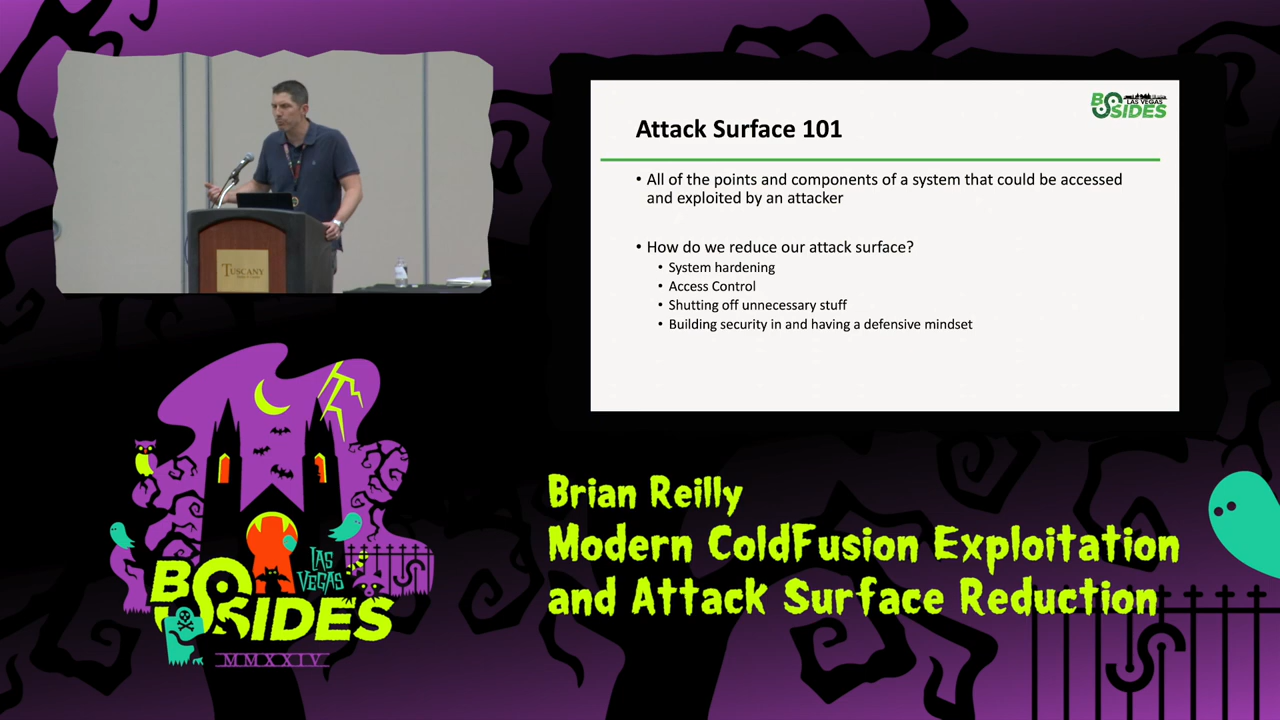 TUSCANY
BSIDES
LAS VEGAS
Attack Surface 101
• All of the points and components of a system that could be accessed
and exploited by an attacker
• How do we reduce our attack surface?
• System hardening
• Access Control
• Shutting off unnecessary stuff
• Building security in and having a defensive mindset
LAS
VEGAS
BSIDES
MMXXIV
Brian Reilly
Modern ColdFusion Exploitation
and Attack Surface Reduction